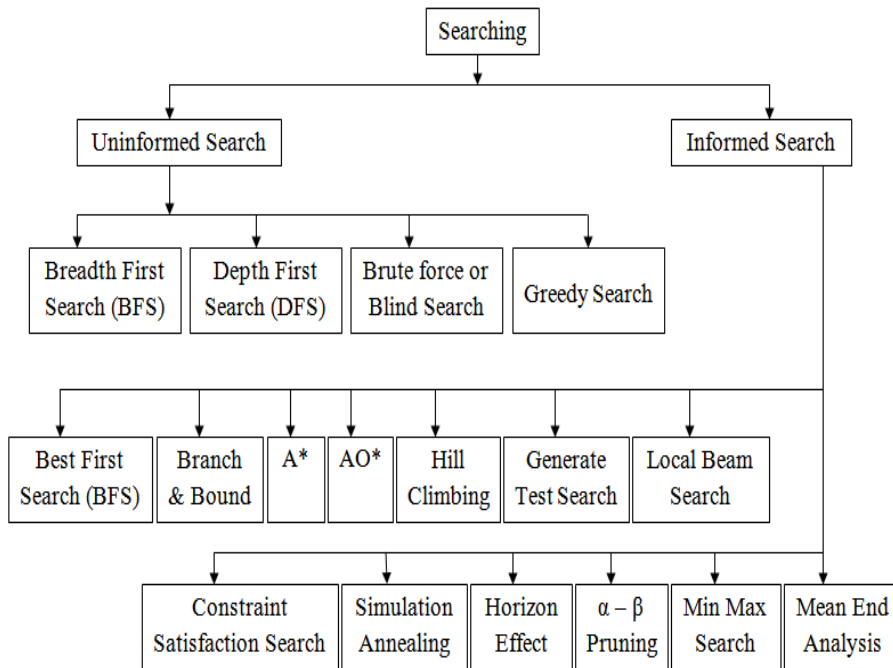 Searching
Uninformed Search
Informed Search
Breadth First
Search (BFS)
Depth First
Search (DFS)
Brute force or
Blind Search
Greedy Search
Best First
Search (BFS)
Branch
& Bound
A*
AO*
Hill
Climbing
Generate
Test Search
Local Beam
Search
Constraint
Satisfaction Search
Simulation
Annealing
Horizon
Effect
α – β
Pruning
Min Max
Search
Mean End
Analysis